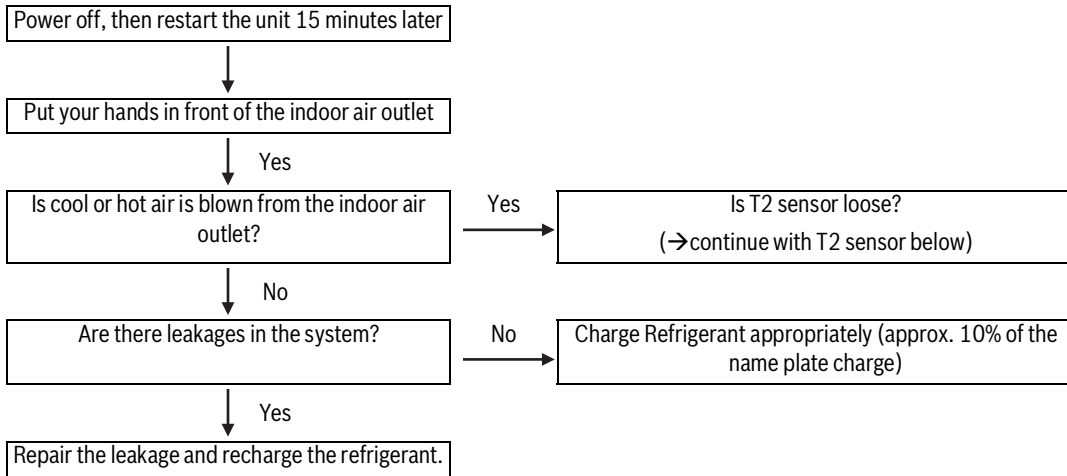 Power off, then restart the unit 15 minutes later
Put your hands in front of the indoor air outlet
Yes
Is cool or hot air is blown from the indoor air
outlet?
Yes
Is T2 sensor loose?
(→continue with T2 sensor below)
No
Are there leakages in the system?
No
Charge Refrigerant appropriately (approx. 10% of the
name plate charge)
Yes
Repair the leakage and recharge the refrigerant.